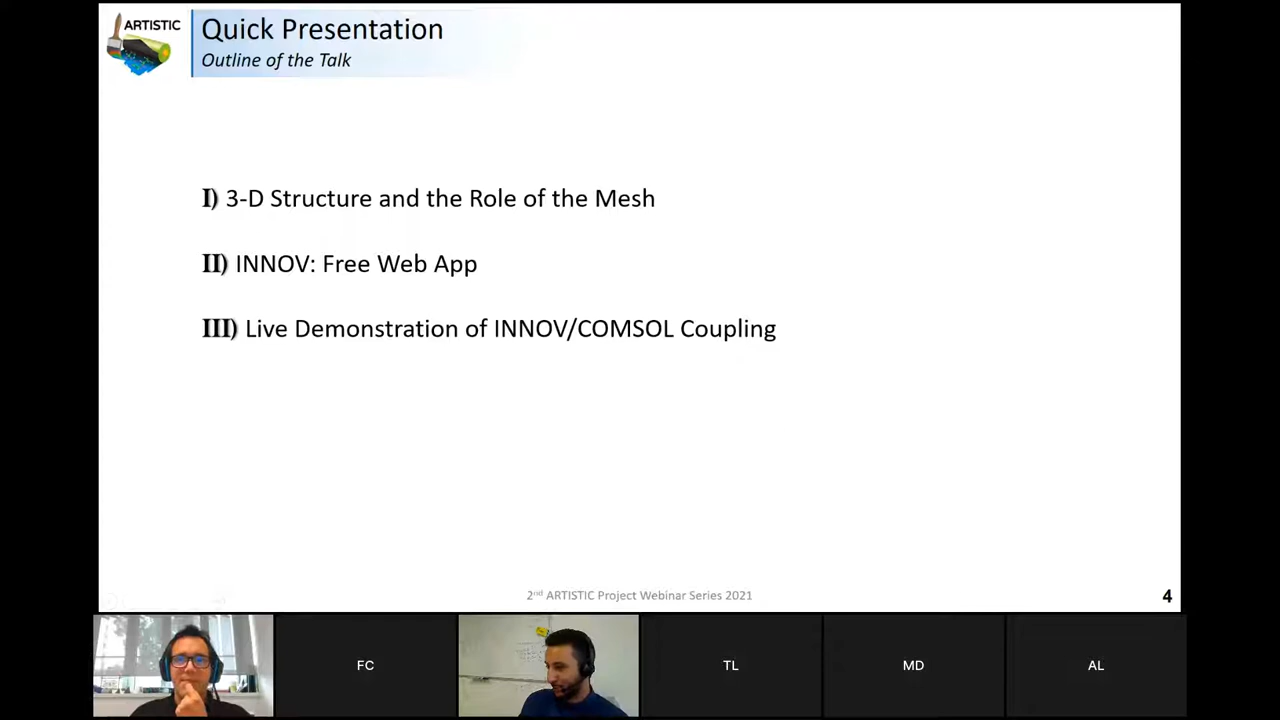 ARTISTIC
Quick Presentation
Outline of the Talk
I) 3-D Structure and the Role of the Mesh
II) INNOV: Free Web App
III) Live Demonstration of INNOV/COMSOL Coupling
2nd ARTISTIC Project Webinar Series 2021
4
FC
TL
MD
AL